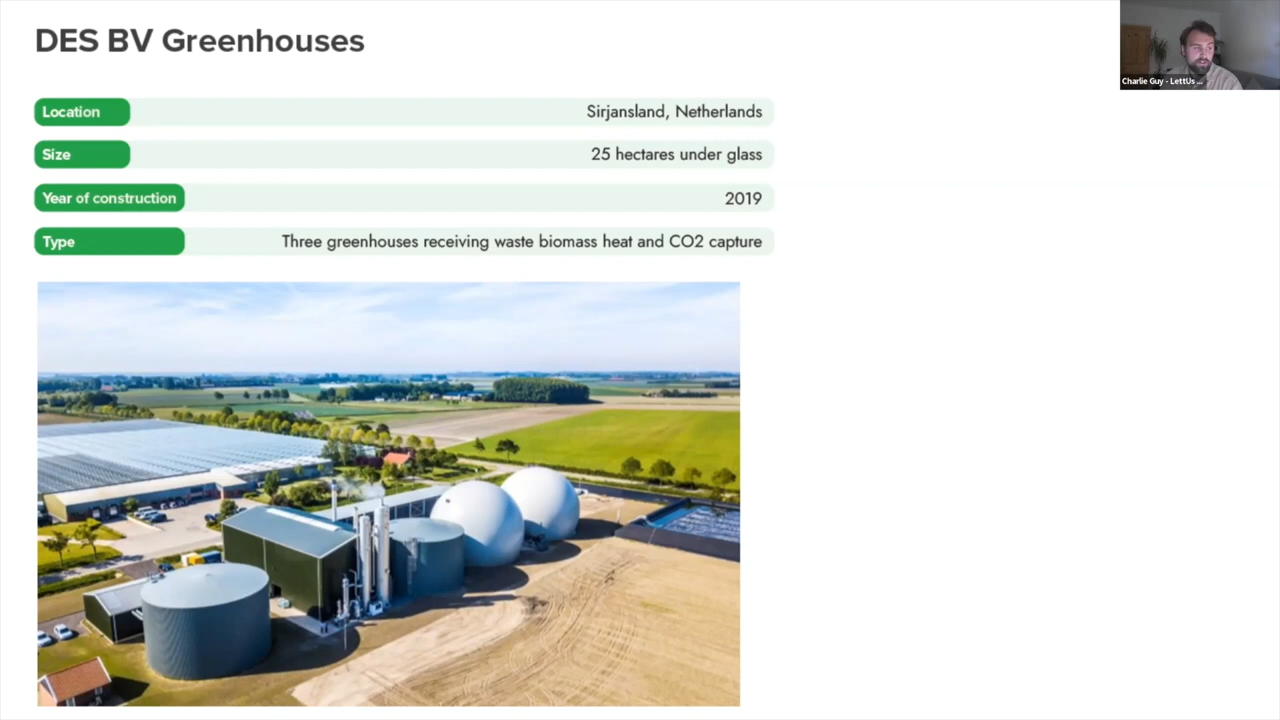 DES BV Greenhouses
Location Sirjansland, Netherlands
Size 25 hectares under glass
Year of construction 2019
Type Three greenhouses receiving waste biomass heat and CO2 capture
Charlie Guy - LettUs ...